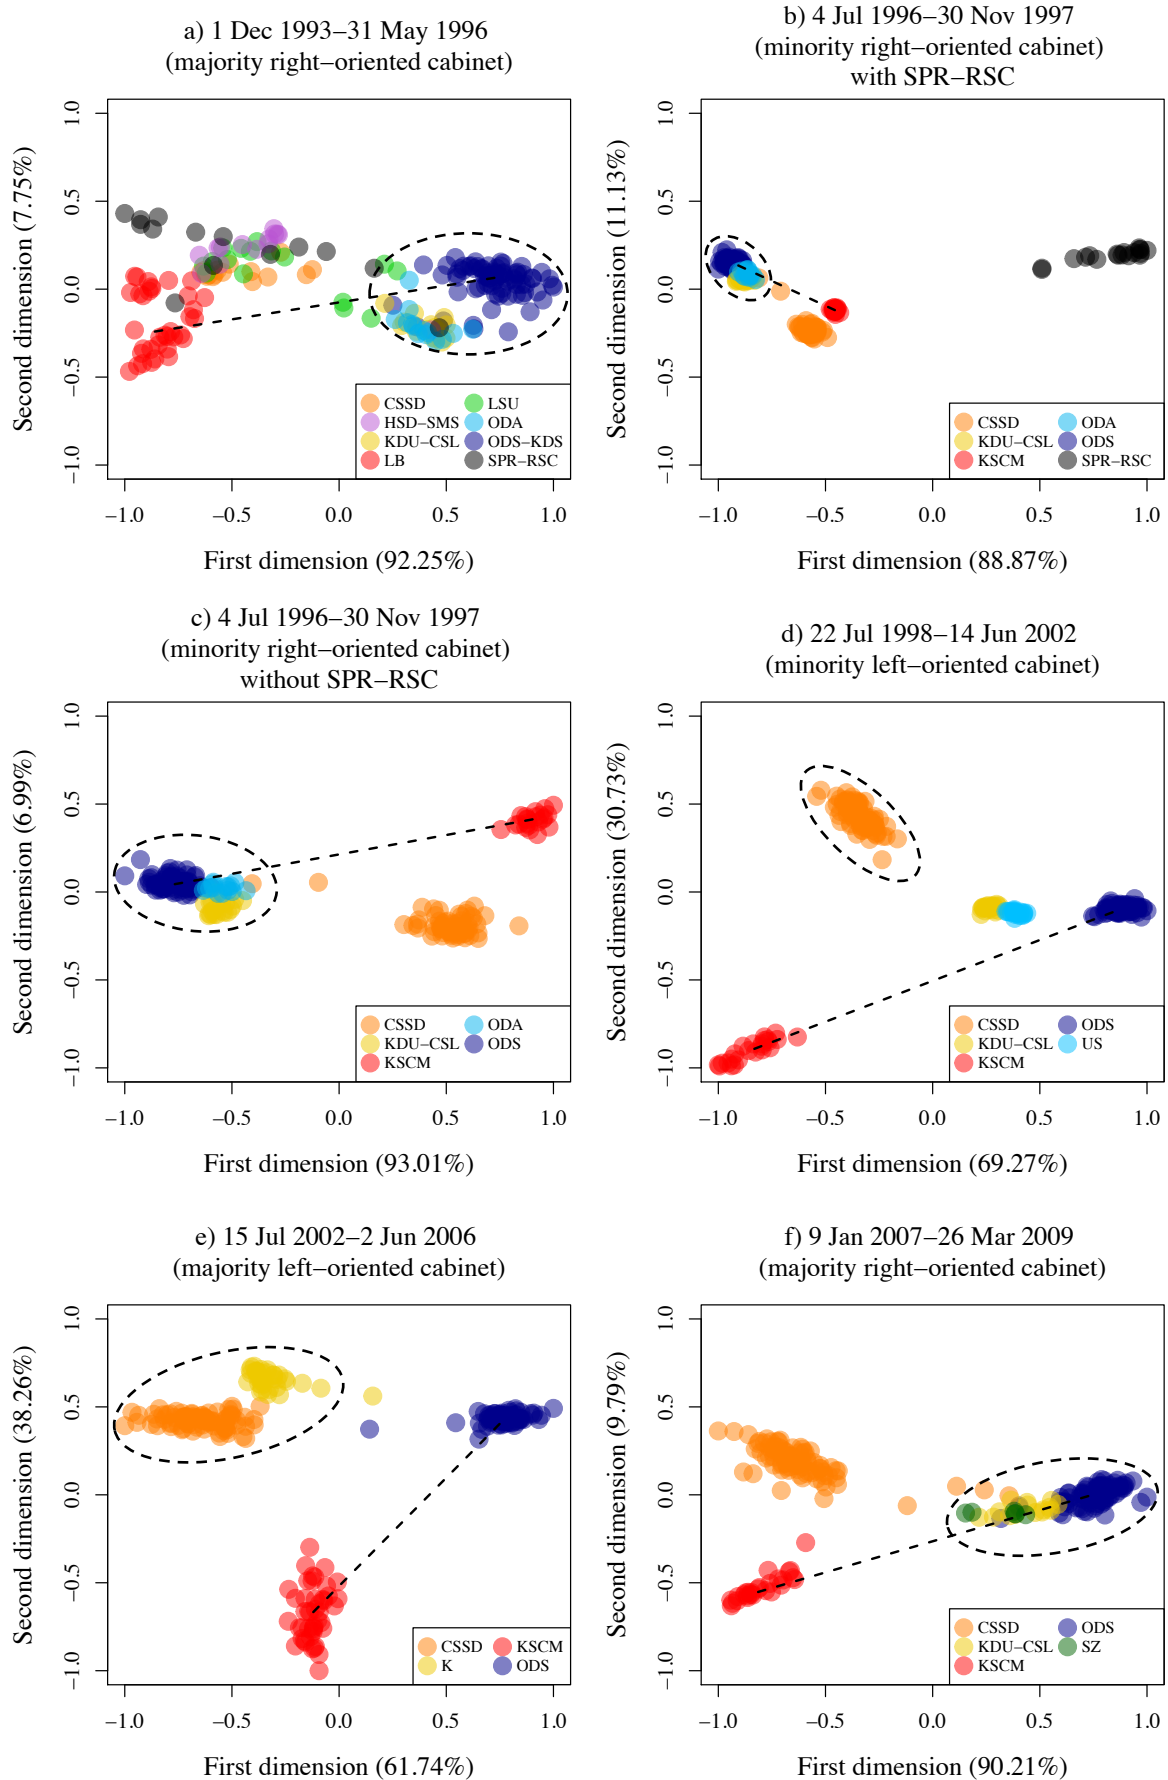 a) 1 Dec 1993−31 May 1996
(majority right−oriented cabinet)
Second dimension (7.75%)
1.0
0.5
0.0
−0.5
−1.0
CSSD
HSD−SMS
KDU−CSL
LB
LSU
ODA
ODS−KDS
SPR−RSC
−1.0 −0.5 0.0 0.5 1.0
First dimension (92.25%)
b) 4 Jul 1996−30 Nov 1997
(minority right−oriented cabinet)
with SPR−RSC
Second dimension (11.13%)
1.0
0.5
0.0
−0.5
−1.0
CSSD
KDU−CSL
KSCM
ODA
ODS
SPR−RSC
−1.0 −0.5 0.0 0.5 1.0
First dimension (88.87%)
c) 4 Jul 1996−30 Nov 1997
(minority right−oriented cabinet)
without SPR−RSC
Second dimension (6.99%)
1.0
0.5
0.0
−0.5
−1.0
CSSD
KDU−CSL
KSCM
ODA
ODS
−1.0 −0.5 0.0 0.5 1.0
First dimension (93.01%)
d) 22 Jul 1998−14 Jun 2002
(minority left−oriented cabinet)
Second dimension (30.73%)
1.0
0.5
0.0
−0.5
−1.0
CSSD
KDU−CSL
KSCM
ODS
US
−1.0 −0.5 0.0 0.5 1.0
First dimension (69.27%)
e) 15 Jul 2002−2 Jun 2006
(majority left−oriented cabinet)
Second dimension (38.26%)
1.0
0.5
0.0
−0.5
−1.0
CSSD
K
KSCM
ODS
−1.0 −0.5 0.0 0.5 1.0
First dimension (61.74%)
f) 9 Jan 2007−26 Mar 2009
(majority right−oriented cabinet)
Second dimension (9.79%)
1.0
0.5
0.0
−0.5
−1.0
CSSD
KDU−CSL
KSCM
ODS
SZ
−1.0 −0.5 0.0 0.5 1.0
First dimension (90.21%)